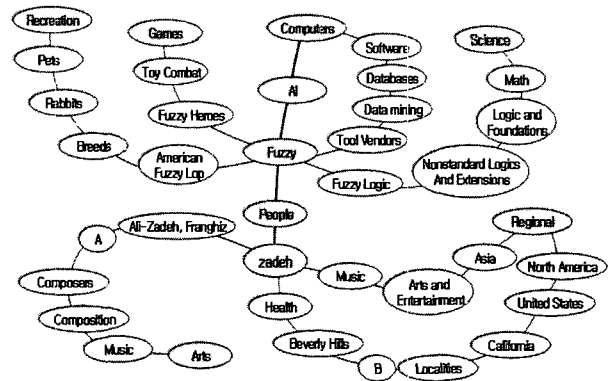 Recreation
Pets
Rabbits
Breeds
American
Fuzzy Lop
Games
Toy Combat
Fuzzy Heroes
Computers
AI
Fuzzy
Software
Databases
Data mining
Tool Vendors
Science
Math
Logic and
Foundations
Nonstandard Logics
And Extensions
Fuzzy Logic
People
zadeh
Ali-Zadeh, Franghiz
A
Composers
Composition
Music
Arts
Music
Arts and
Entertainment
Asia
Regional
North America
United States
California
Localities
B
Beverly Hills
Health